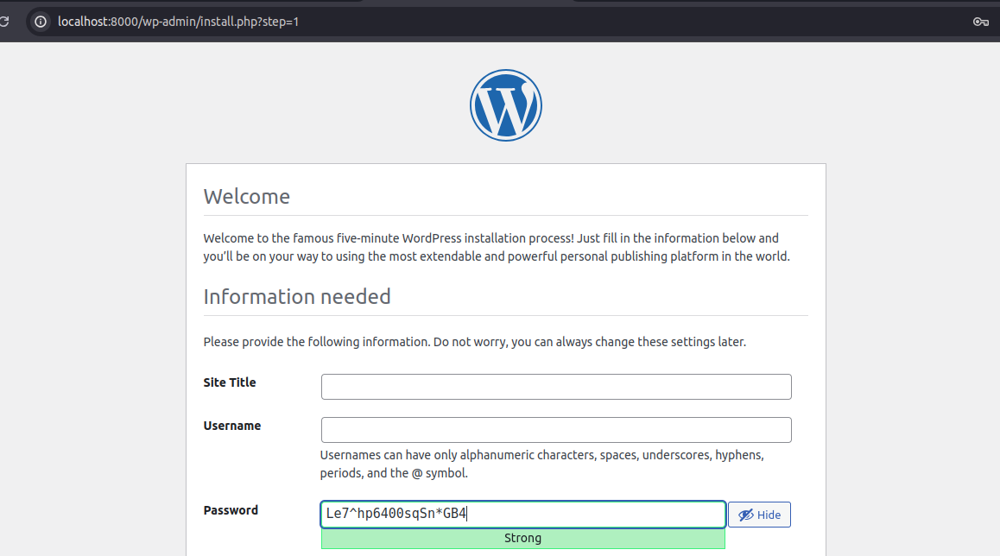 localhost:8000/wp-admin/install.php?step=1
Welcome
Welcome to the famous five-minute WordPress installation process! Just fill in the information below and
you’ll be on your way to using the most extendable and powerful personal publishing platform in the world.
Information needed
Please provide the following information. Do not worry, you can always change these settings later.
Site Title
Username
Usernames can have only alphanumeric characters, spaces, underscores, hyphens,
periods, and the @ symbol.
Password Le7^hp6400sqSn*GB4 Hide
Strong